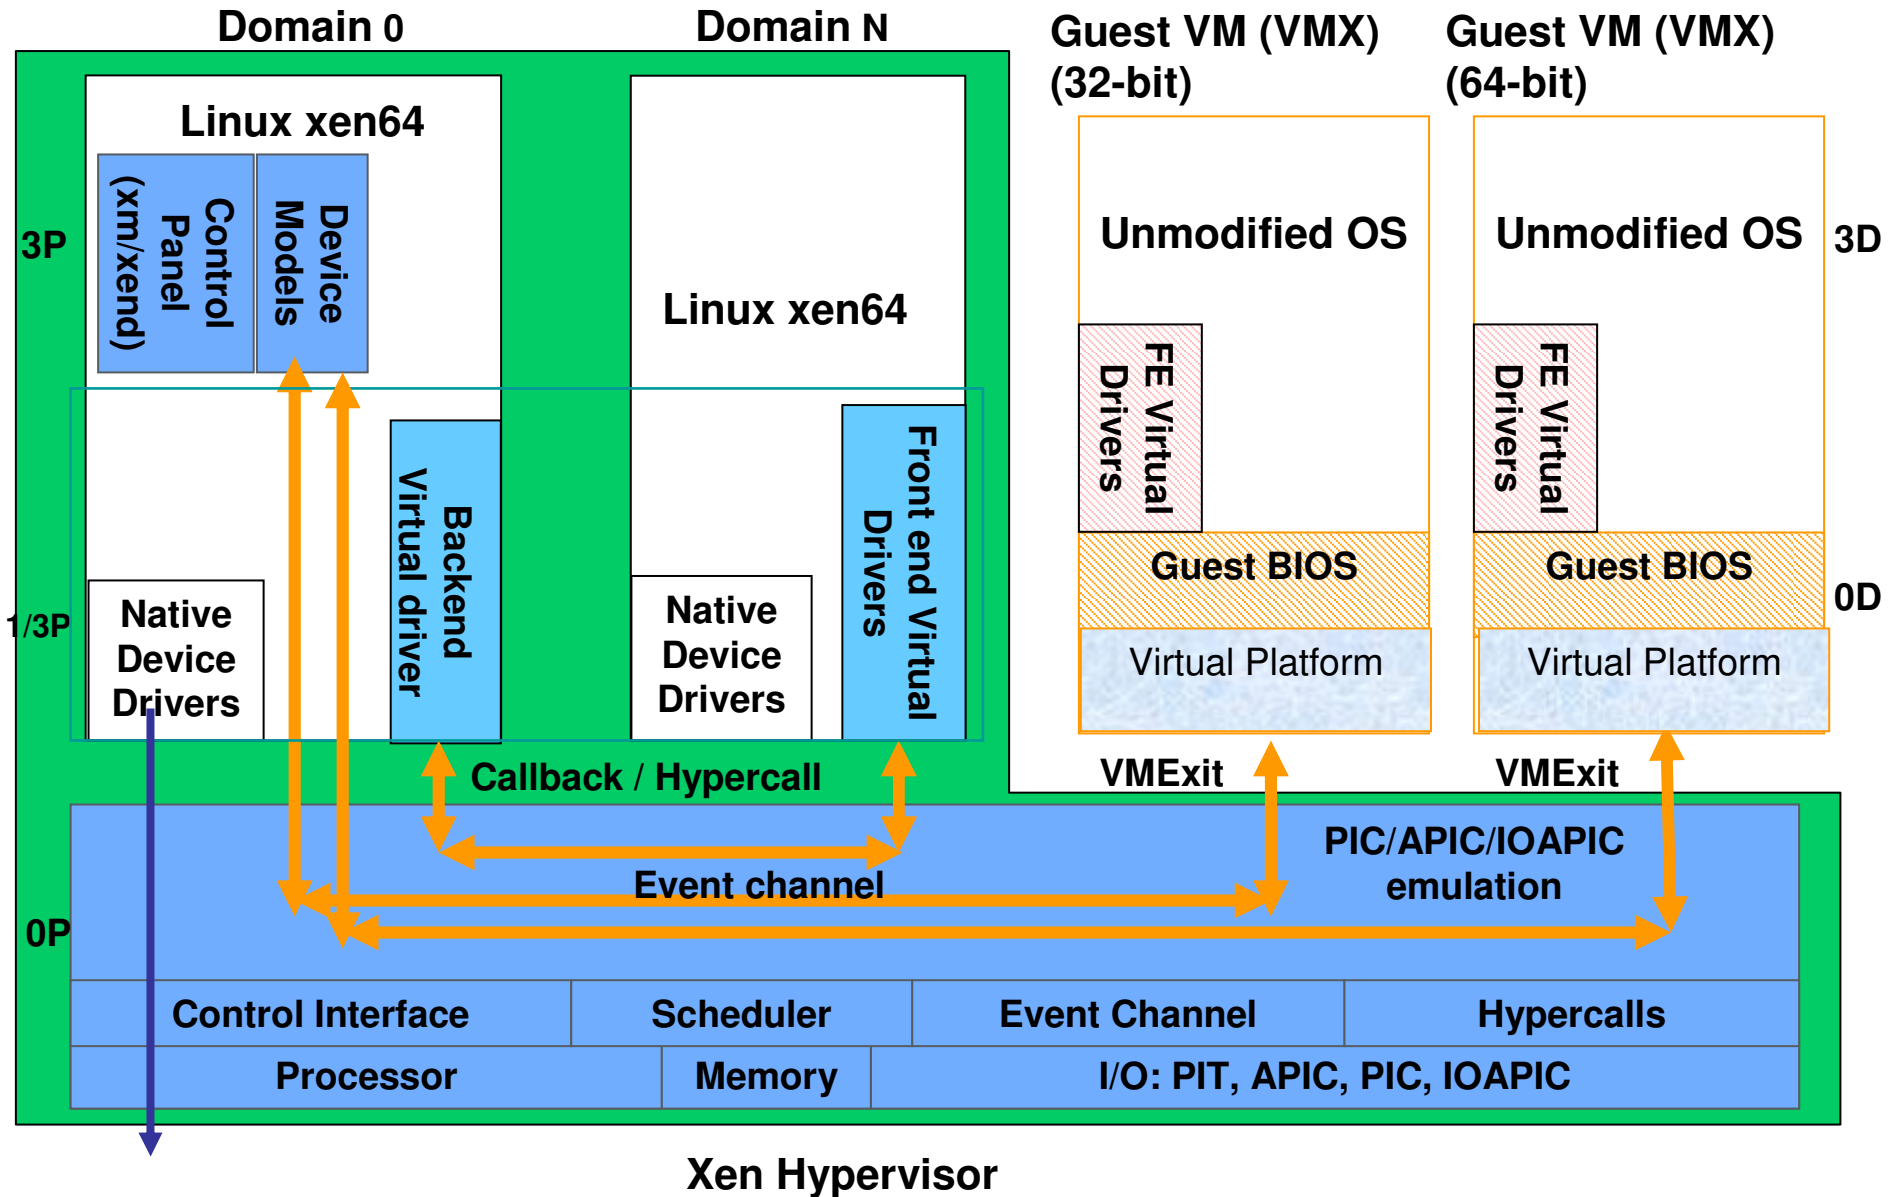 Domain 0
Domain N
Guest VM (VMX)
(32-bit)
Guest VM (VMX)
(64-bit)
Linux xen64
Control
Panel
(xm/xend)
Device
Models
3P
Linux xen64
Unmodified OS
Unmodified OS
3D
FE Virtual
Drivers
FE Virtual
Drivers
Backend
Virtual driver
Front end Virtual
Drivers
1/3P
Native
Device
Drivers
Native
Device
Drivers
Guest BIOS
Guest BIOS
0D
Virtual Platform
Virtual Platform
Callback / Hypercall
VMExit
VMExit
PIC/APIC/IOAPIC
emulation
Event channel
0P
Control Interface
Scheduler
Event Channel
Hypercalls
Processor
Memory
I/O: PIT, APIC, PIC, IOAPIC
Xen Hypervisor